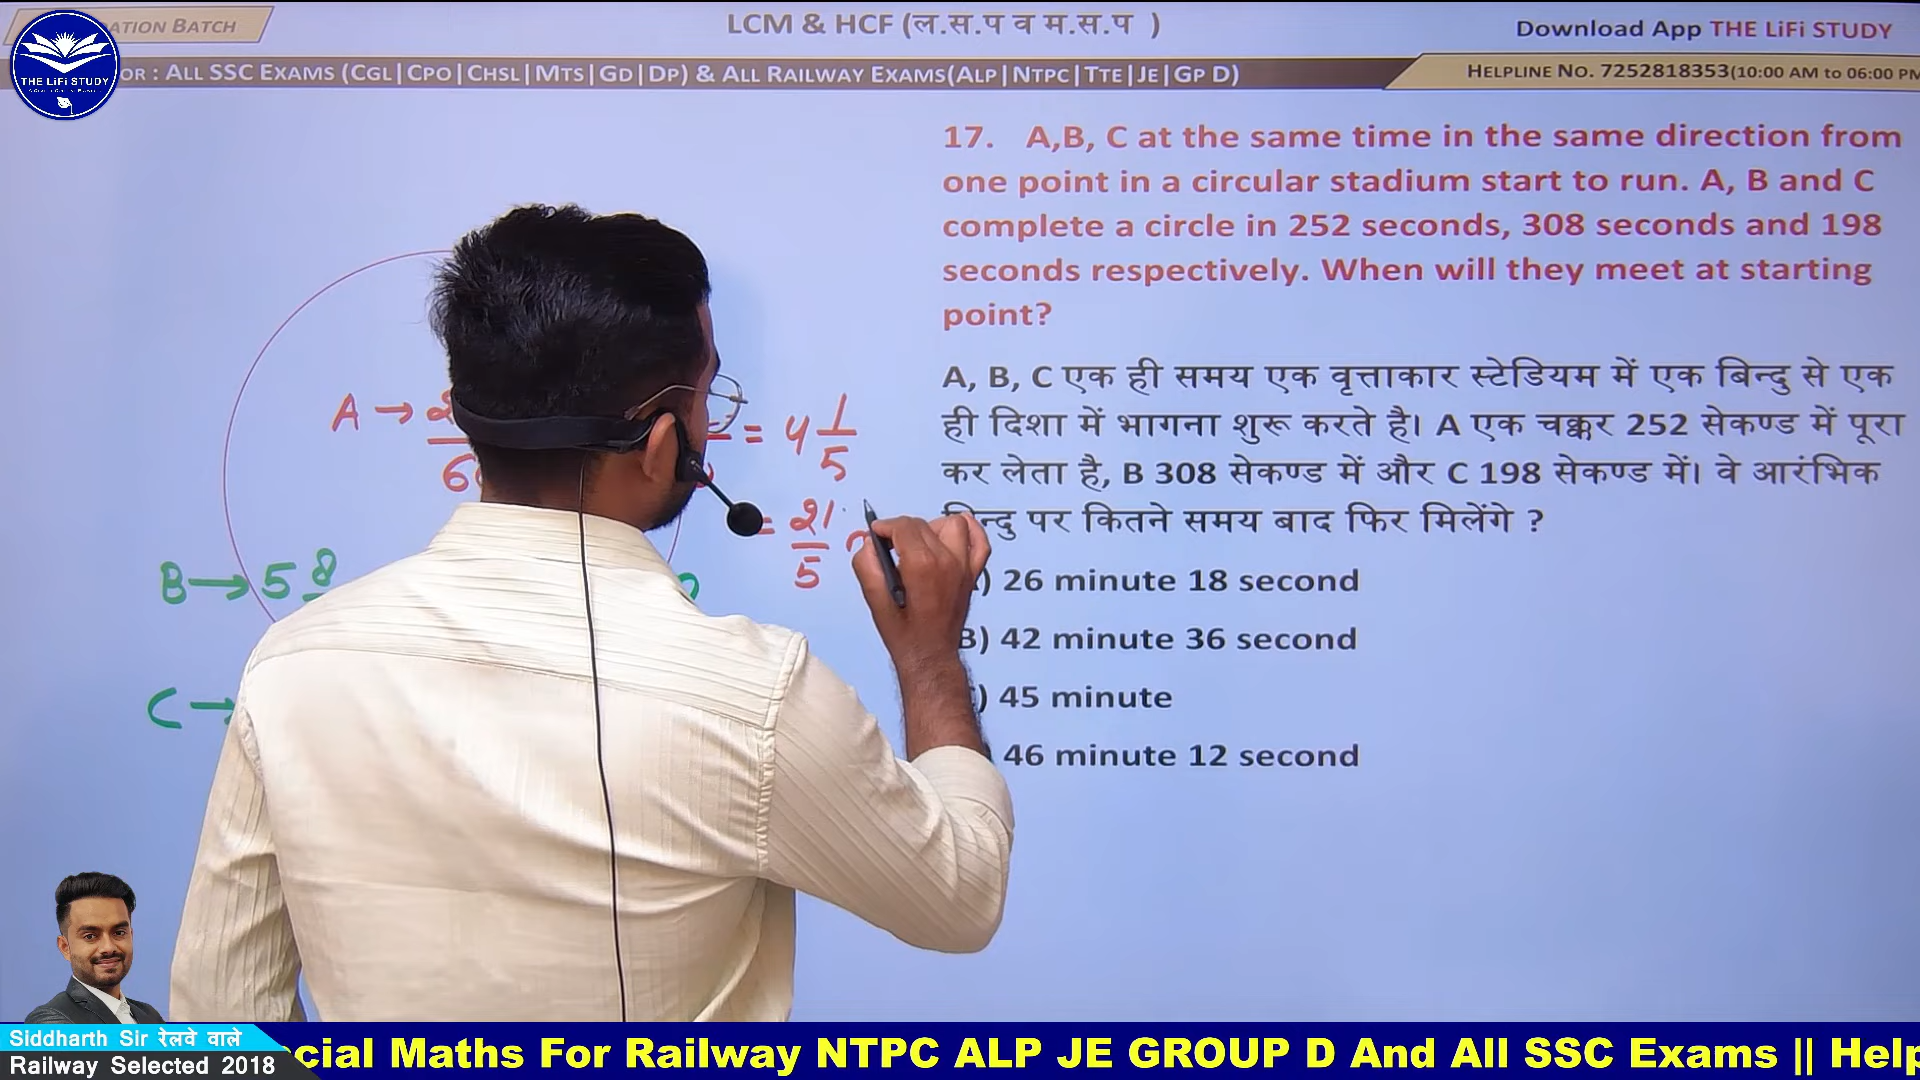 ATION BATCH
LCM & HCF (ल.स.प व म.स.प )
Download App THE LiFi STUDY
THE LiFi STUDY
OR : ALL SSC EXAMS (CGL|CPO|CHSL|MTS|GD|DP) & ALL RAILWAY EXAMS(ALP|NTPC|TTE|JE|GP D)
HELPLINE NO. 7252818353(10:00 AM TO 06:00 PM
17. A,B, C at the same time in the same direction from
one point in a circular stadium start to run. A, B and C
complete a circle in 252 seconds, 308 seconds and 198
seconds respectively. When will they meet at starting
point?
A, B, C एक ही समय एक वृत्ताकार स्टेडियम में एक बिन्दु से एक
ही दिशा में भागना शुरू करते है। A एक चक्कर 252 सेकण्ड में पूरा
कर लेता है, B 308 सेकण्ड में और C 198 सेकण्ड में। वे आरंभिक
पर कितने समय बाद फिर मिलेंगे ?
) 26 minute 18 second
B) 42 minute 36 second
) 45 minute
46 minute 12 second
A → 2
6
= 4 1/5
= 21/5
B → 5 8
C →
Siddharth Sir रेलवे वाले
Railway Selected 2018
cial Maths For Railway NTPC ALP JE GROUP D And All SSC Exams || Help